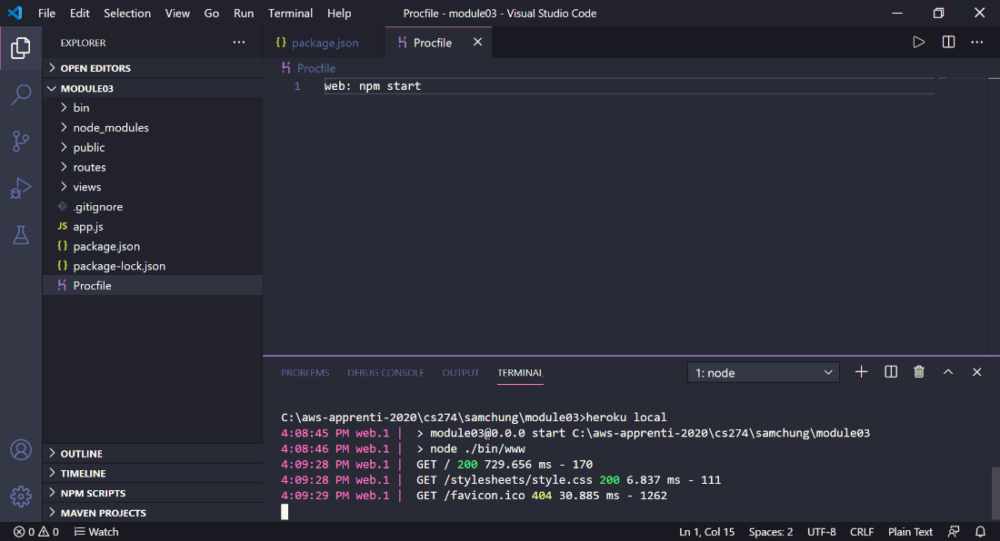 File Edit Selection View Go Run Terminal Help Procfile - module03 - Visual Studio Code
EXPLORER
OPEN EDITORS
MODULE03
bin
node_modules
public
routes
views
.gitignore
JS app.js
{} package.json
{} package-lock.json
Procfile
OUTLINE
TIMELINE
NPM SCRIPTS
MAVEN PROJECTS
{} package.json Procfile
Procfile
1 web: npm start
PROBLEMS DEBUG CONSOLE OUTPUT TERMINAL 1: node
C:\aws-apprenti-2020\cs274\samchung\module03>heroku local
4:08:45 PM web.1 | > module03@0.0.0 start C:\aws-apprenti-2020\cs274\samchung\module03
4:08:46 PM web.1 | > node ./bin/www
4:09:28 PM web.1 | GET / 200 729.656 ms - 170
4:09:28 PM web.1 | GET /stylesheets/style.css 200 6.837 ms - 111
4:09:29 PM web.1 | GET /favicon.ico 404 30.885 ms - 1262
0 0 Watch Ln 1, Col 15 Spaces: 2 UTF-8 CRLF Plain Text